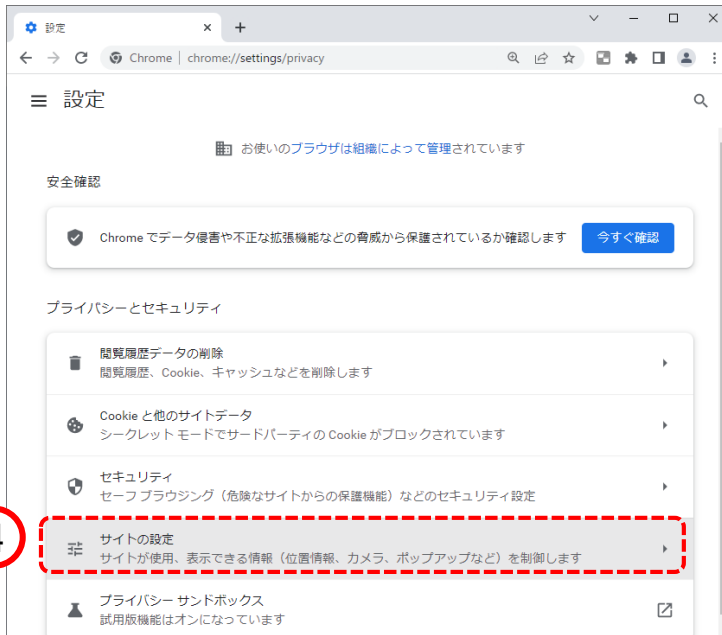 設定
Chrome | chrome://settings/privacy
設定
お使いのブラウザは組織によって管理されています
安全確認
Chrome でデータ侵害や不正な拡張機能などの脅威から保護されているか確認します
今すぐ確認
プライバシーとセキュリティ
閲覧履歴データの削除
閲覧履歴、Cookie、キャッシュなどを削除します
Cookie と他のサイトデータ
シークレット モードでサードパーティの Cookie がブロックされています
セキュリティ
セーフ ブラウジング（危険なサイトからの保護機能）などのセキュリティ設定
サイトの設定
サイトが使用、表示できる情報（位置情報、カメラ、ポップアップなど）を制御します
プライバシー サンドボックス
試用版機能はオンになっています